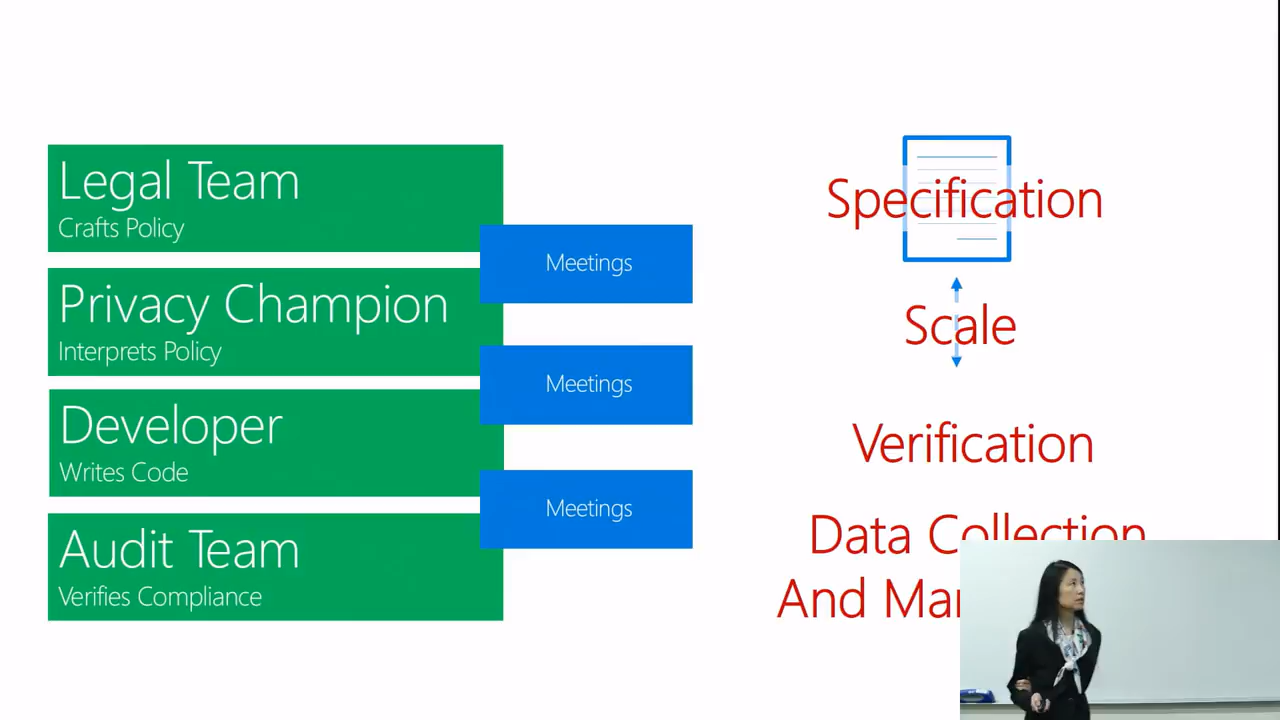 Legal Team
Crafts Policy
Meetings
Privacy Champion
Interprets Policy
Meetings
Developer
Writes Code
Meetings
Audit Team
Verifies Compliance
Specification
Scale
Verification
Data Collection
And